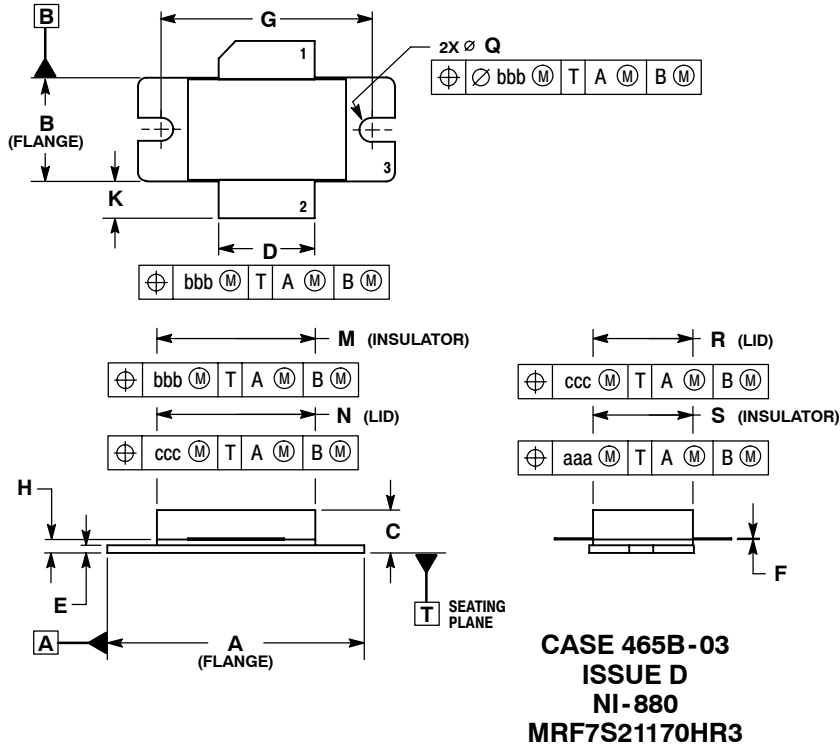 B
G
1
2X ⌀ Q
⌖ ⌀ bbb Ⓜ T A Ⓜ B Ⓜ
B
(FLANGE)
3
K
2
D
⌖ bbb Ⓜ T A Ⓜ B Ⓜ
M (INSULATOR)
R (LID)
⌖ bbb Ⓜ T A Ⓜ B Ⓜ
⌖ ccc Ⓜ T A Ⓜ B Ⓜ
N (LID)
S (INSULATOR)
⌖ ccc Ⓜ T A Ⓜ B Ⓜ
⌖ aaa Ⓜ T A Ⓜ B Ⓜ
H
C
E
F
T
SEATING
PLANE
A
A
(FLANGE)
CASE 465B-03
ISSUE D
NI-880
MRF7S21170HR3